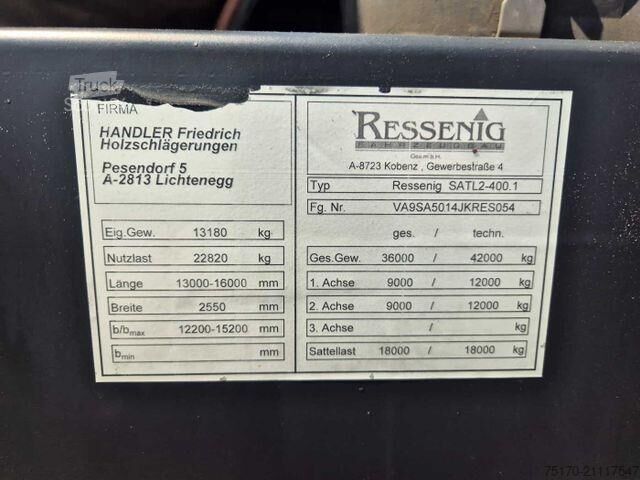 Truck
FIRMA
HANDLER Friedrich
Holzschlägerungen
Pesendorf 5
A-2813 Lichtenegg
Eig.Gew. 13180 kg
Nutzlast 22820 kg
Länge 13000-16000 mm
Breite 2550 mm
b/bmax 12200-15200 mm
bmin mm
RESSENIG
FAHRZEUGBAU
Ges.m.b.H.
A-8723 Kobenz , Gewerbestraße 4
Typ Ressenig SATL2-400.1
Fg. Nr. VA9SA5014JKRES054
ges. / techn.
Ges.Gew. 36000 / 42000 kg
1. Achse 9000 / 12000 kg
2. Achse 9000 / 12000 kg
3. Achse / kg
Sattellast 18000 / 18000 kg
75170-21117547